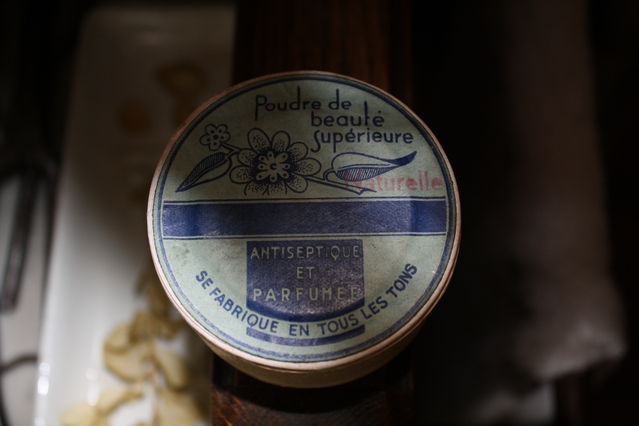 Poudre de
beauté
supérieure
Naturelle
ANTISEPTIQUE
ET
PARFUMEE
SE FABRIQUE EN TOUS LES TONS